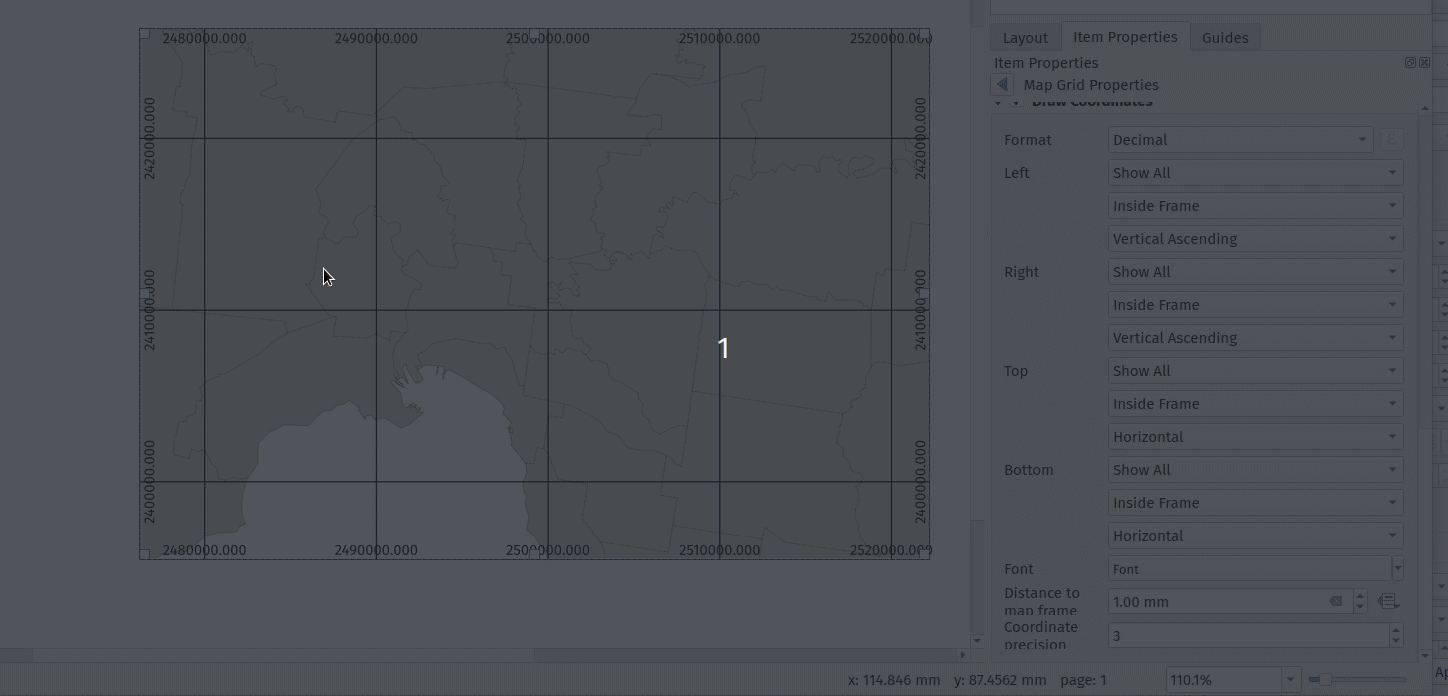 2480000.000 2490000.000 2500000.000 2510000.000 2520000.000
2420000.000 2420000.000
2410000.000 2410000.000
2400000.000 2400000.000
2480000.000 2490000.000 2500000.000 2510000.000 2520000.000
1
Layout Item Properties Guides
Item Properties
Map Grid Properties
Draw Coordinates
Format Decimal ε
Left Show All
Inside Frame
Vertical Ascending
Right Show All
Inside Frame
Vertical Ascending
Top Show All
Inside Frame
Horizontal
Bottom Show All
Inside Frame
Horizontal
Font Font
Distance to
map frame 1.00 mm
Coordinate
precision 3
x: 114.846 mm y: 87.4562 mm page: 1 110.1%